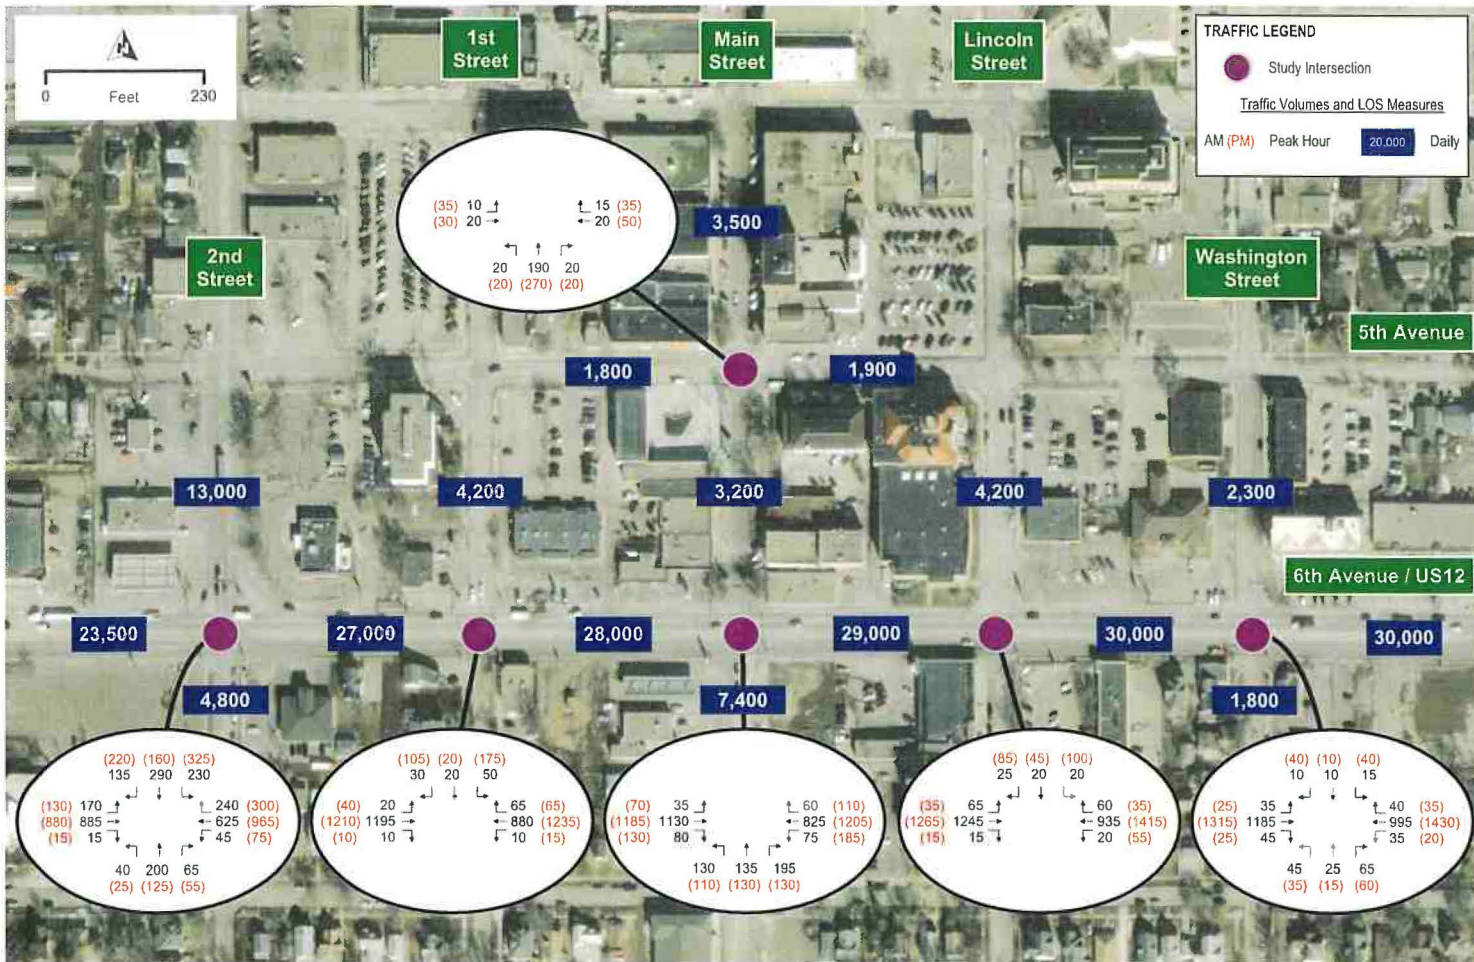 N
0 Feet 230
1st
Street
Main
Street
Lincoln
Street
TRAFFIC LEGEND
Study Intersection
Traffic Volumes and LOS Measures
AM (PM) Peak Hour 20,000 Daily
2nd
Street
Washington
Street
5th Avenue
6th Avenue / US12
(35) 10 15 (35)
(30) 20 20 (50)
20 190 20
(20) (270) (20)
3,500
1,800
1,900
13,000
4,200
3,200
4,200
2,300
23,500
27,000
28,000
29,000
30,000
30,000
4,800
7,400
1,800
(220) (160) (325)
135 290 230
(130) 170 240 (300)
(880) 885 625 (965)
(15) 15 45 (75)
40 200 65
(25) (125) (55)
(105) (20) (175)
30 20 50
(40) 20 65 (65)
(1210) 1195 880 (1235)
(10) 10 10 (15)
(70) 35 60 (110)
(1185) 1130 825 (1205)
(130) 80 75 (185)
130 135 195
(110) (130) (130)
(85) (45) (100)
25 20 20
(35) 65 60 (35)
(1265) 1245 935 (1415)
(15) 15 20 (55)
(40) (10) (40)
10 10 15
(25) 35 40 (35)
(1315) 1185 995 (1430)
(25) 45 35 (20)
45 25 65
(35) (15) (60)